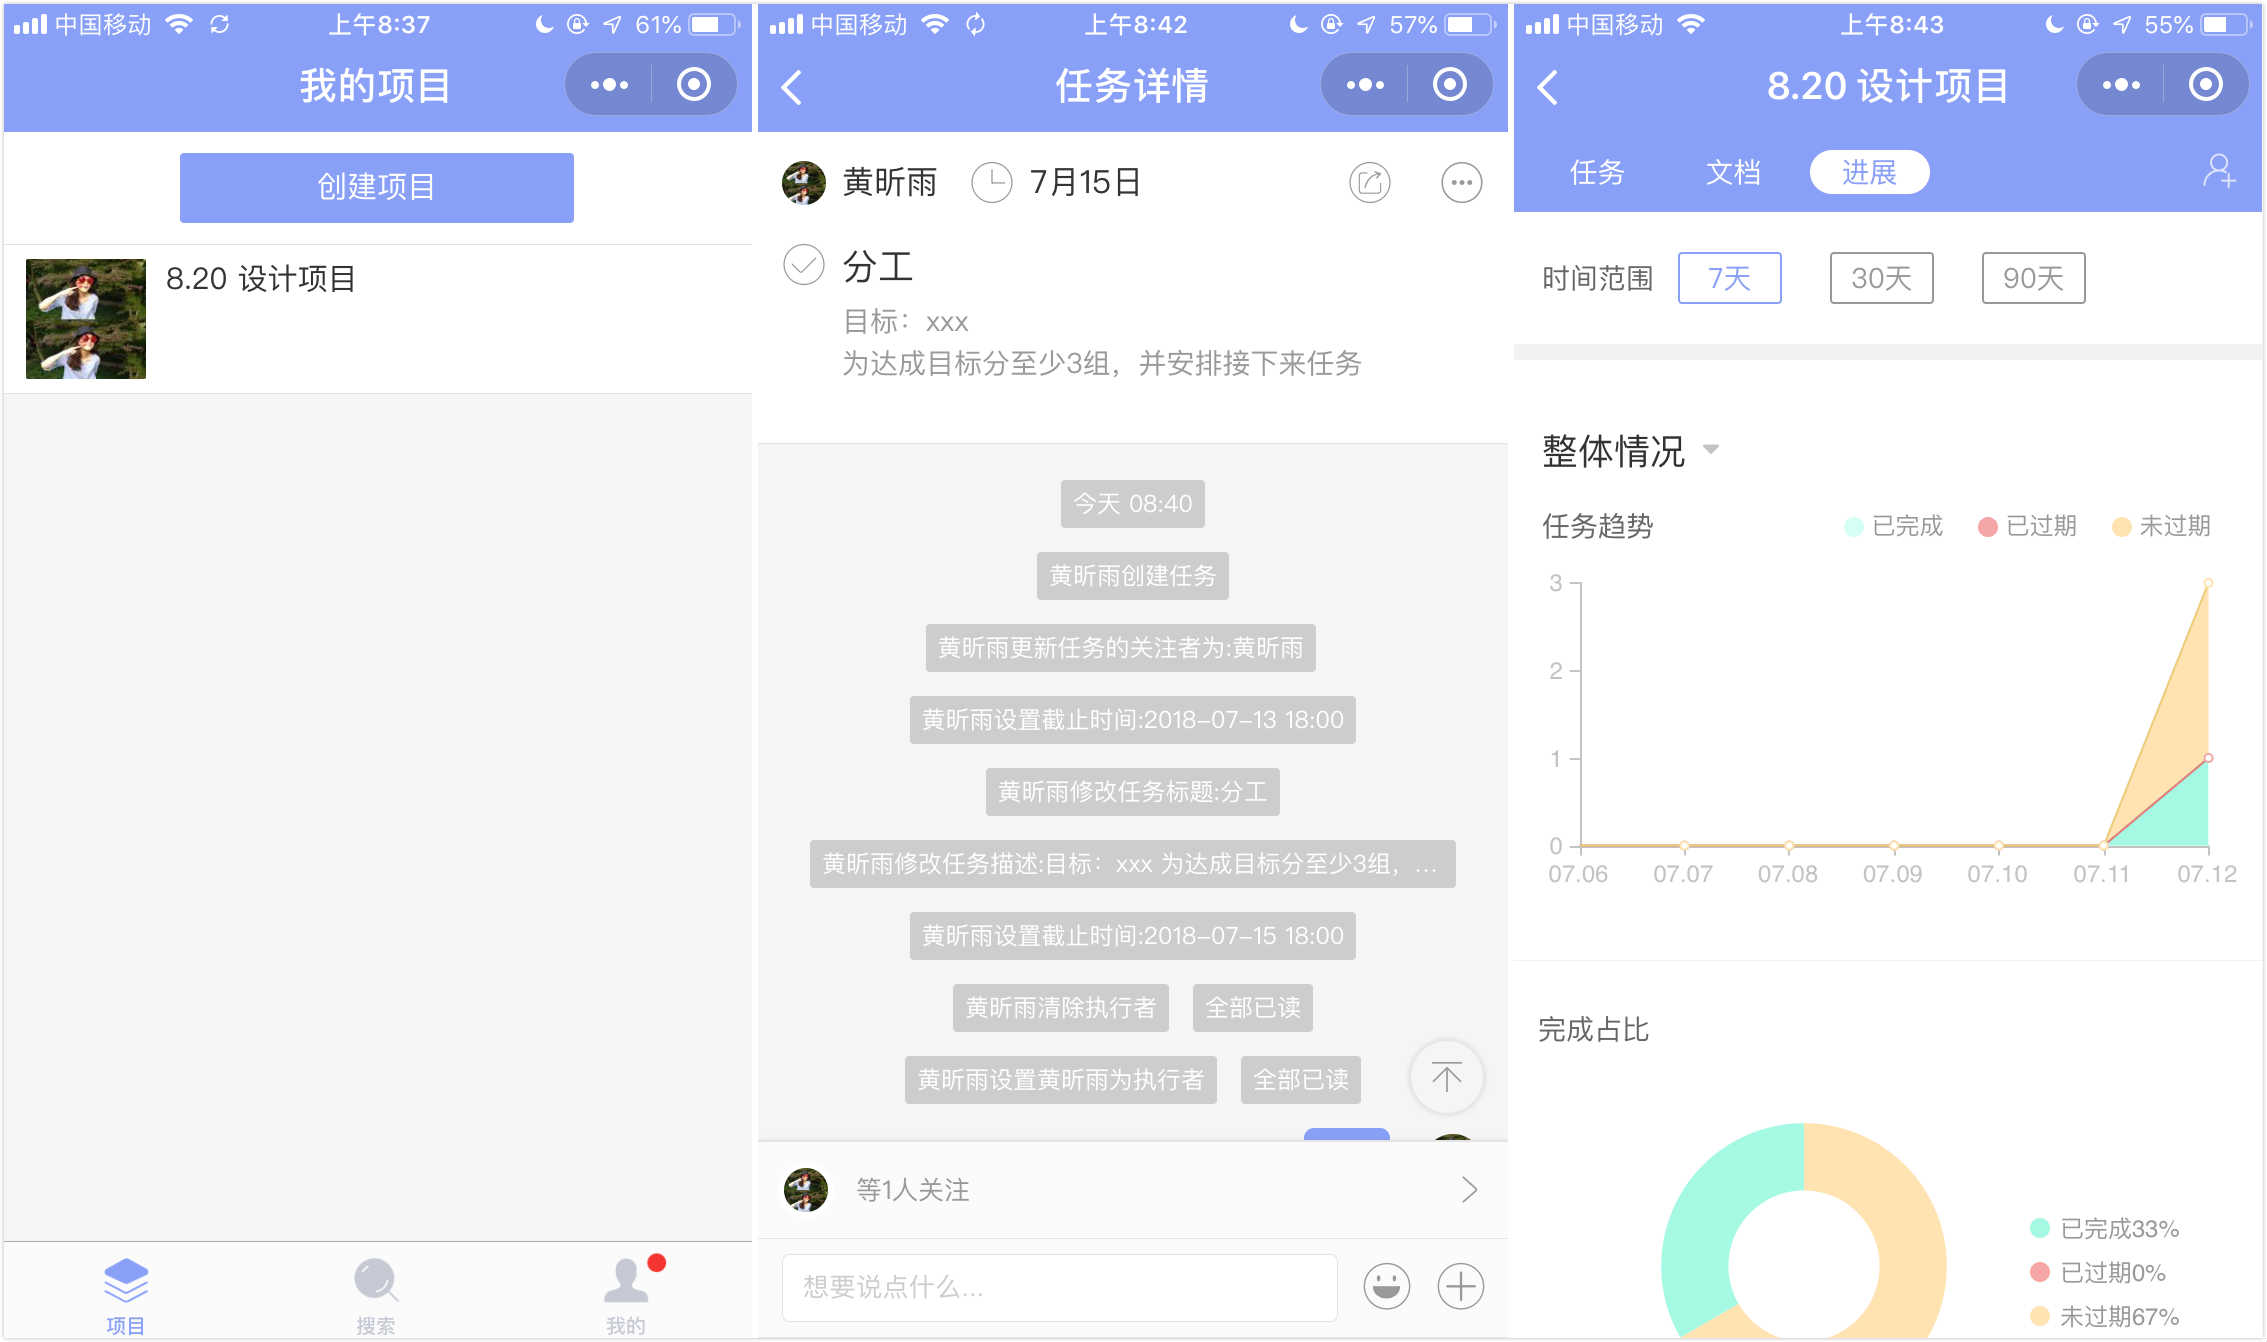 中国移动 上午8:37 61%
我的项目
创建项目
8.20 设计项目
项目 搜索 我的
中国移动 上午8:42 57%
任务详情
黄昕雨 7月15日
分工
目标：xxx
为达成目标分至少3组，并安排接下来任务
今天 08:40
黄昕雨创建任务
黄昕雨更新任务的关注者为:黄昕雨
黄昕雨设置截止时间:2018-07-13 18:00
黄昕雨修改任务标题:分工
黄昕雨修改任务描述:目标：xxx 为达成目标分至少3组，...
黄昕雨设置截止时间:2018-07-15 18:00
黄昕雨清除执行者 全部已读
黄昕雨设置黄昕雨为执行者 全部已读
等1人关注
想要说点什么...
中国移动 上午8:43 55%
8.20 设计项目
任务 文档 进展
时间范围 7天 30天 90天
整体情况
任务趋势 已完成 已过期 未过期
3
2
1
0
07.06 07.07 07.08 07.09 07.10 07.11 07.12
完成占比
已完成33%
已过期0%
未过期67%